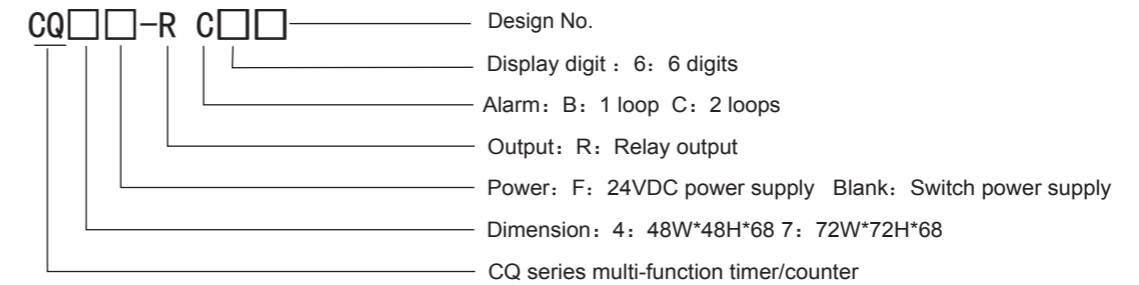 CQ□□-R C□□ Design No.
Display digit：6：6 digits
Alarm：B：1 loop C：2 loops
Output：R：Relay output
Power：F：24VDC power supply Blank：Switch power supply
Dimension：4：48W*48H*68 7：72W*72H*68
CQ series multi-function timer/counter